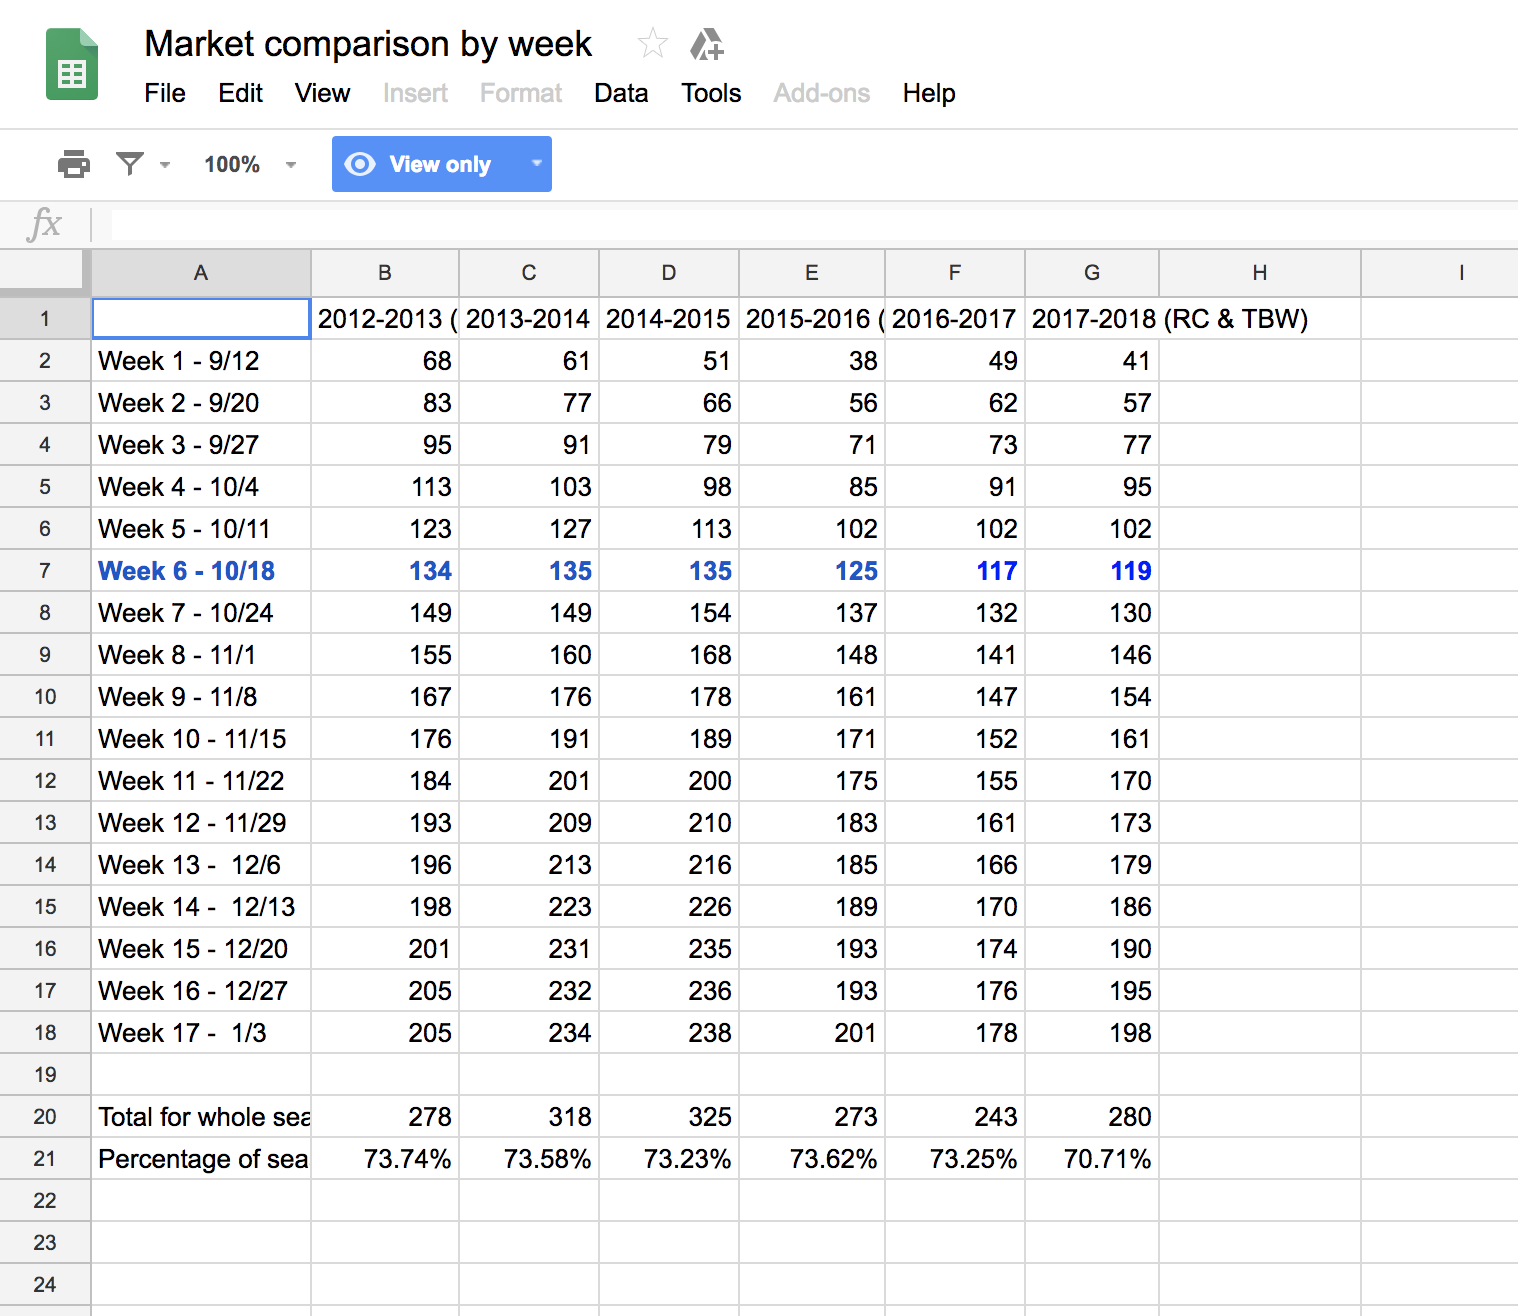 Market comparison by week
File Edit View Insert Format Data Tools Add-ons Help
100% View only
fx
A B C D E F G H I
1 2012-2013 ( 2013-2014 2014-2015 2015-2016 ( 2016-2017 2017-2018 (RC & TBW)
2 Week 1 - 9/12 68 61 51 38 49 41
3 Week 2 - 9/20 83 77 66 56 62 57
4 Week 3 - 9/27 95 91 79 71 73 77
5 Week 4 - 10/4 113 103 98 85 91 95
6 Week 5 - 10/11 123 127 113 102 102 102
7 Week 6 - 10/18 134 135 135 125 117 119
8 Week 7 - 10/24 149 149 154 137 132 130
9 Week 8 - 11/1 155 160 168 148 141 146
10 Week 9 - 11/8 167 176 178 161 147 154
11 Week 10 - 11/15 176 191 189 171 152 161
12 Week 11 - 11/22 184 201 200 175 155 170
13 Week 12 - 11/29 193 209 210 183 161 173
14 Week 13 -  12/6 196 213 216 185 166 179
15 Week 14 -  12/13 198 223 226 189 170 186
16 Week 15 - 12/20 201 231 235 193 174 190
17 Week 16 - 12/27 205 232 236 193 176 195
18 Week 17 -  1/3 205 234 238 201 178 198
19
20 Total for whole sea 278 318 325 273 243 280
21 Percentage of sea 73.74% 73.58% 73.23% 73.62% 73.25% 70.71%
22
23
24